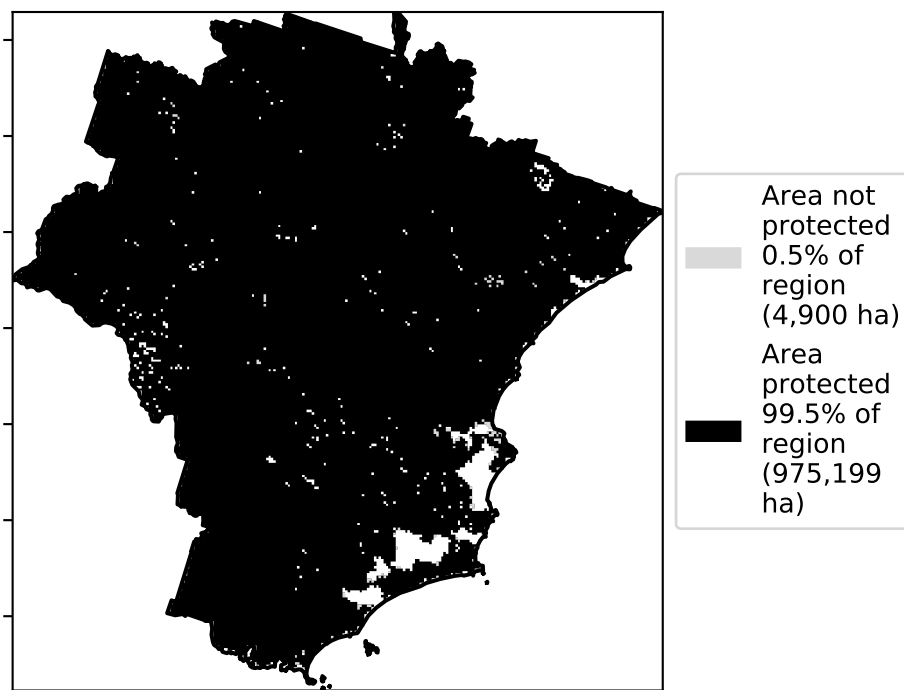 Area not
protected
0.5% of
region
(4,900 ha)
Area
protected
99.5% of
region
(975,199
ha)